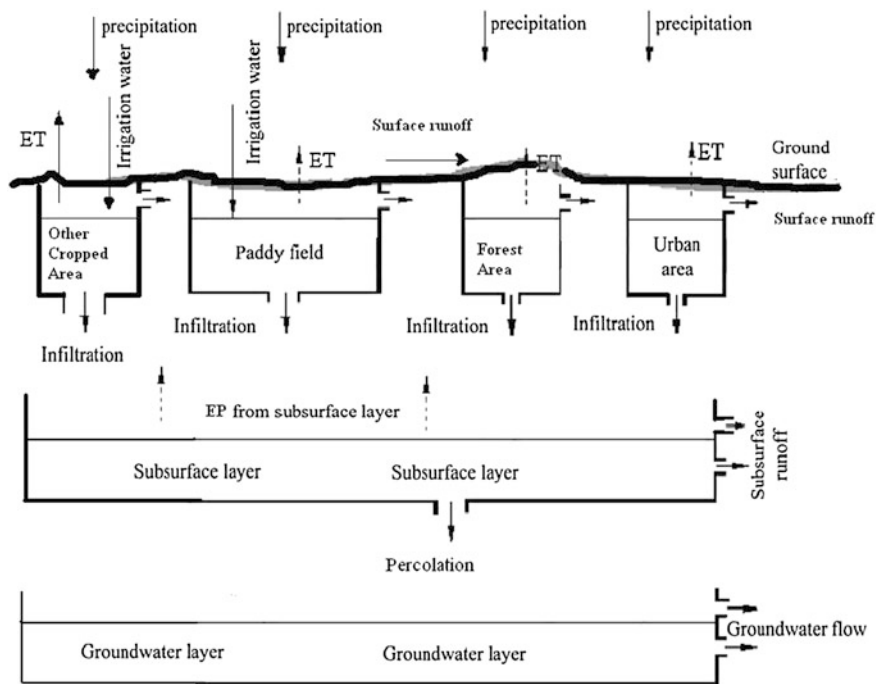 precipitation
precipitation
precipitation
precipitation
Irrigation water
Irrigation water
ET
ET
Surface runoff
ET
ET
Ground
surface
Surface runoff
Other
Cropped
Area
Paddy field
Forest
Area
Urban
area
Infiltration
Infiltration
Infiltration
Infiltration
EP from subsurface layer
Subsurface
runoff
Subsurface layer
Subsurface layer
Percolation
Groundwater flow
Groundwater layer
Groundwater layer